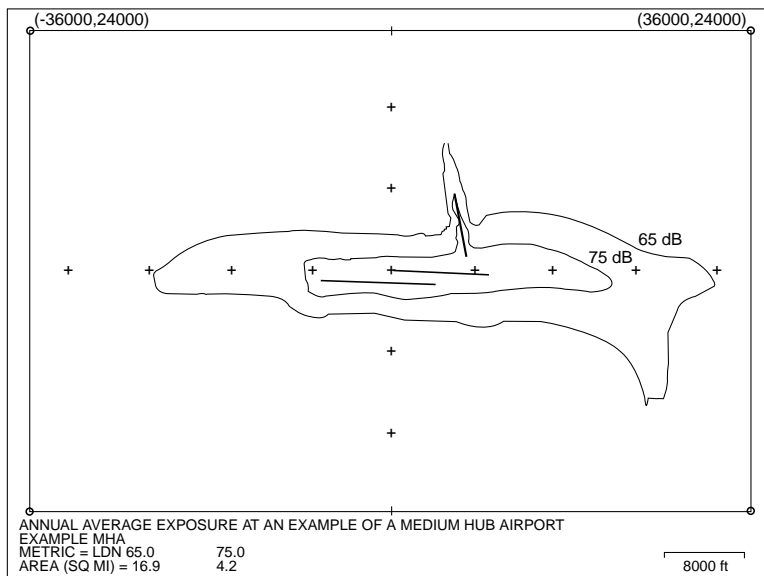 (-36000,24000) (36000,24000)
65 dB
75 dB
ANNUAL AVERAGE EXPOSURE AT AN EXAMPLE OF A MEDIUM HUB AIRPORT
EXAMPLE MHA
METRIC = LDN 65.0 75.0
AREA (SQ MI) = 16.9 4.2
8000 ft